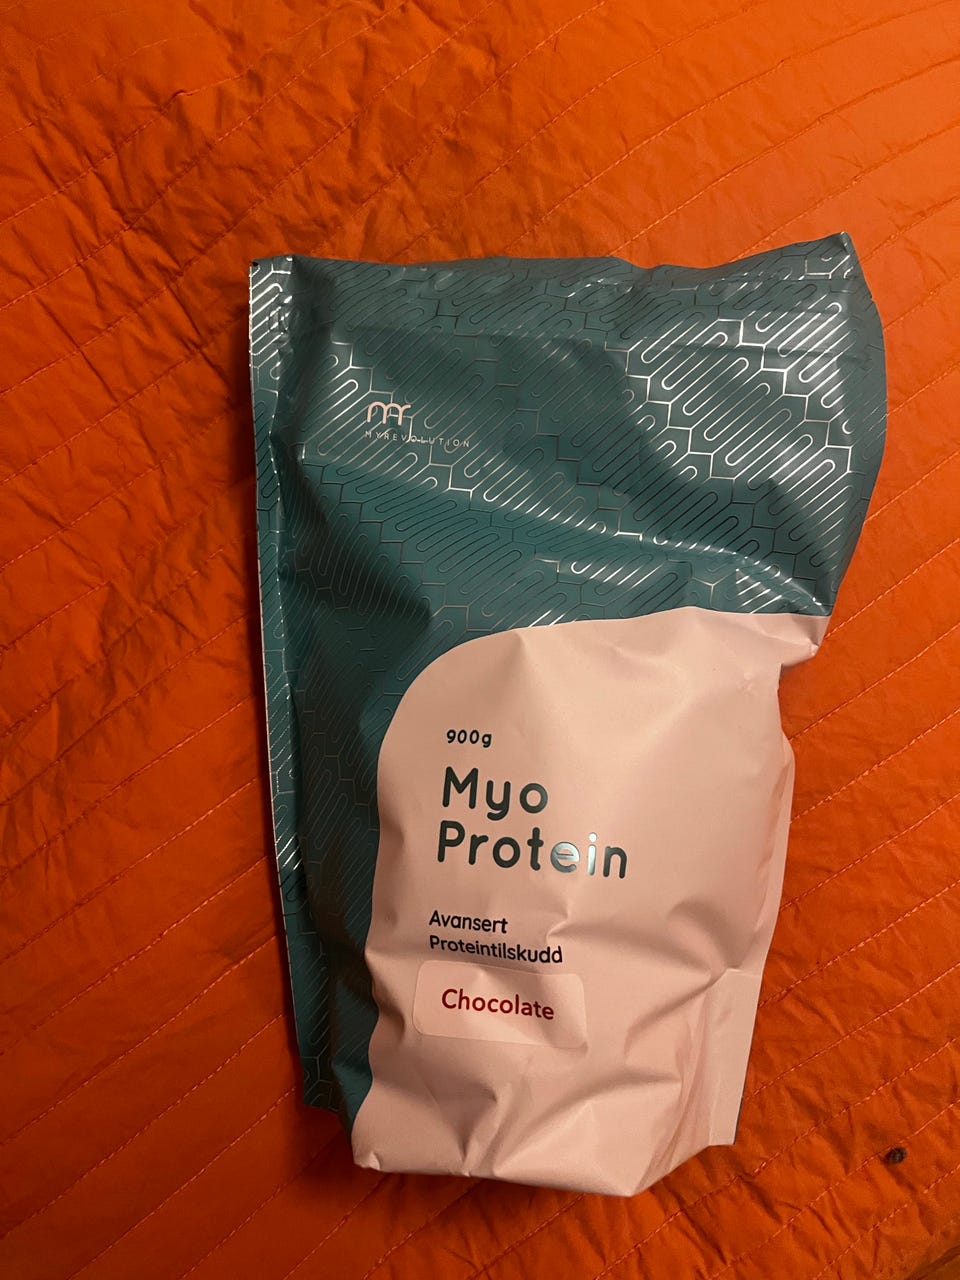 MYREVOLUTION
900g
Myo
Protein
Avansert
Proteintilskudd
Chocolate